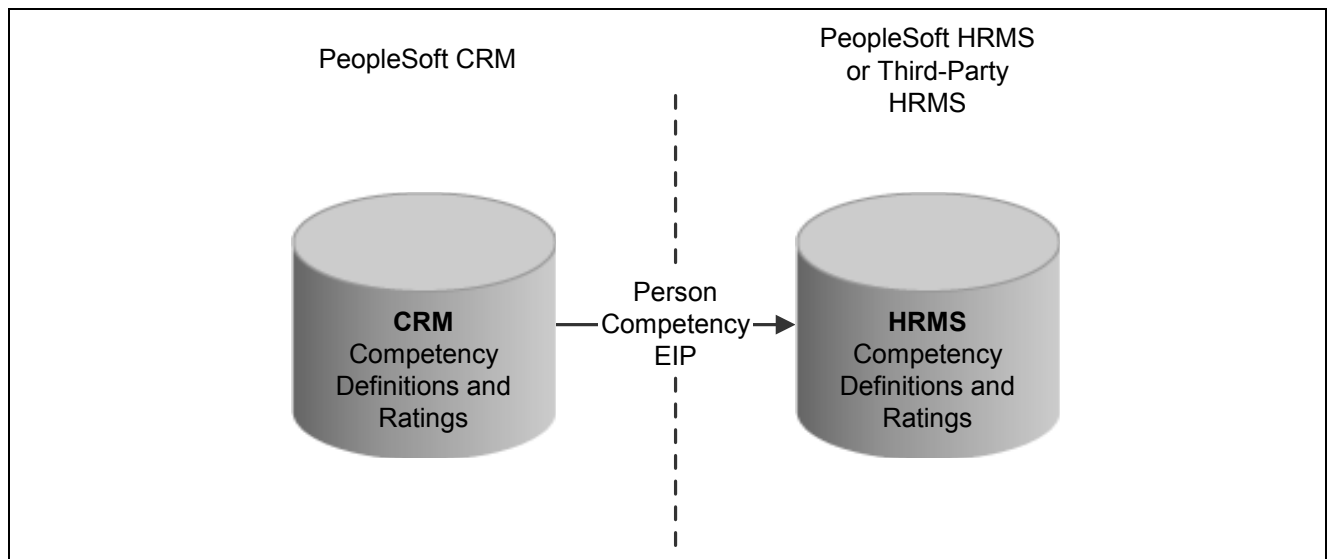 PeopleSoft CRM
PeopleSoft HRMS
or Third-Party
HRMS
CRM
Competency
Definitions and
Ratings
Person
Competency
EIP
HRMS
Competency
Definitions and
Ratings